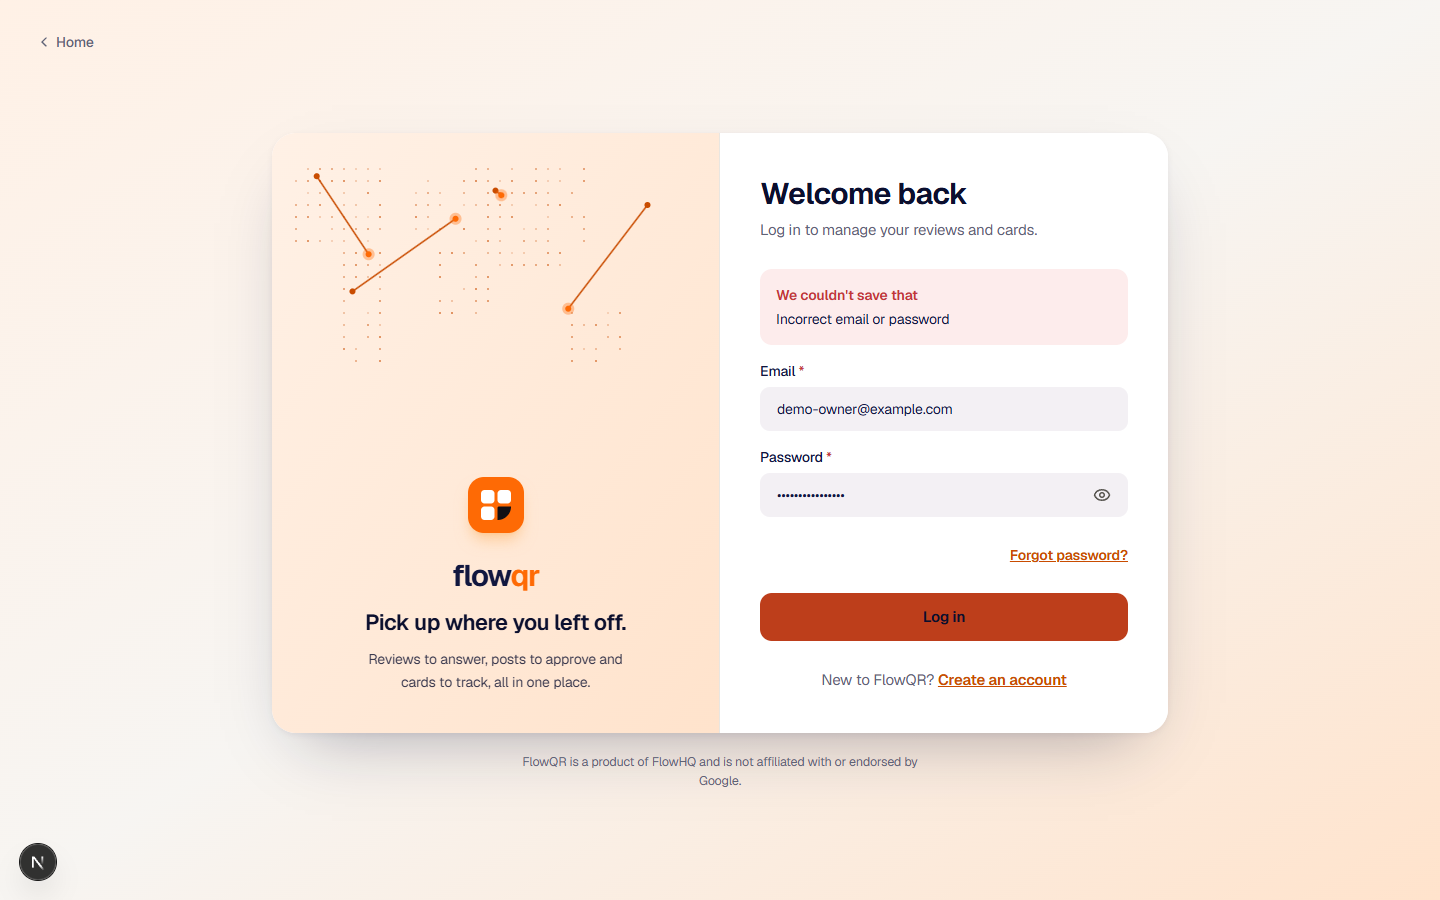 Home
flowqr
Pick up where you left off.
Reviews to answer, posts to approve and
cards to track, all in one place.
Welcome back
Log in to manage your reviews and cards.
We couldn't save that
Incorrect email or password
Email *
demo-owner@example.com
Password *
••••••••••••••••
Forgot password?
Log in
New to FlowQR? Create an account
FlowQR is a product of FlowHQ and is not affiliated with or endorsed by
Google.
N